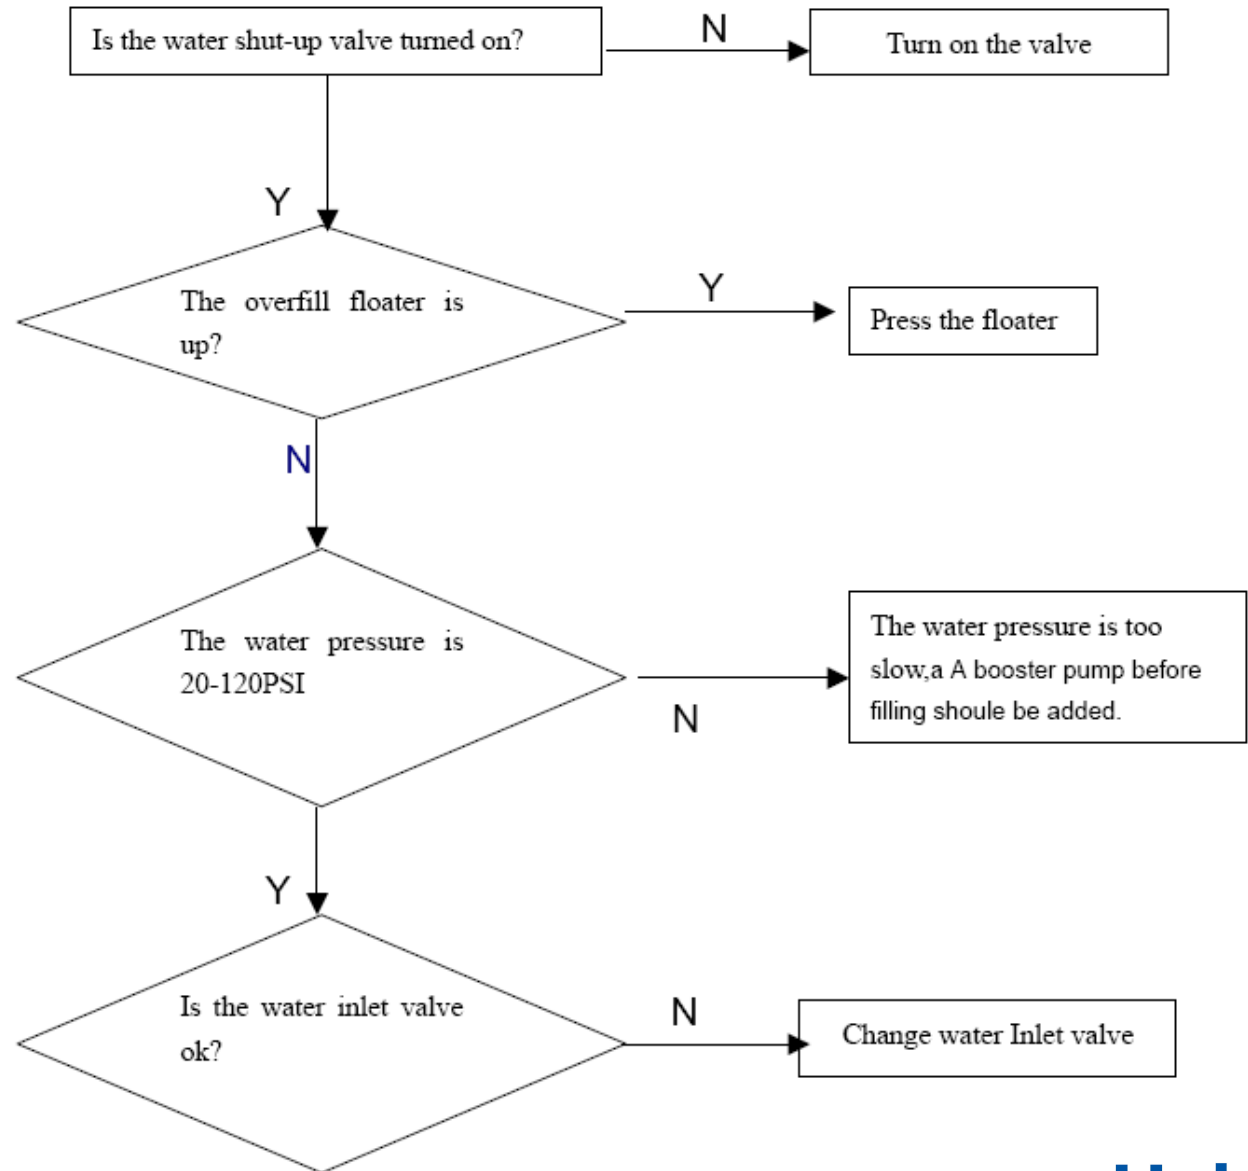 Is the water shut-up valve turned on?
N
Turn on the valve
Y
The overfill floater is
up?
Y
Press the floater
N
The water pressure is
20-120PSI
N
The water pressure is too
slow,a A booster pump before
filling shoule be added.
Y
Is the water inlet valve
ok?
N
Change water Inlet valve